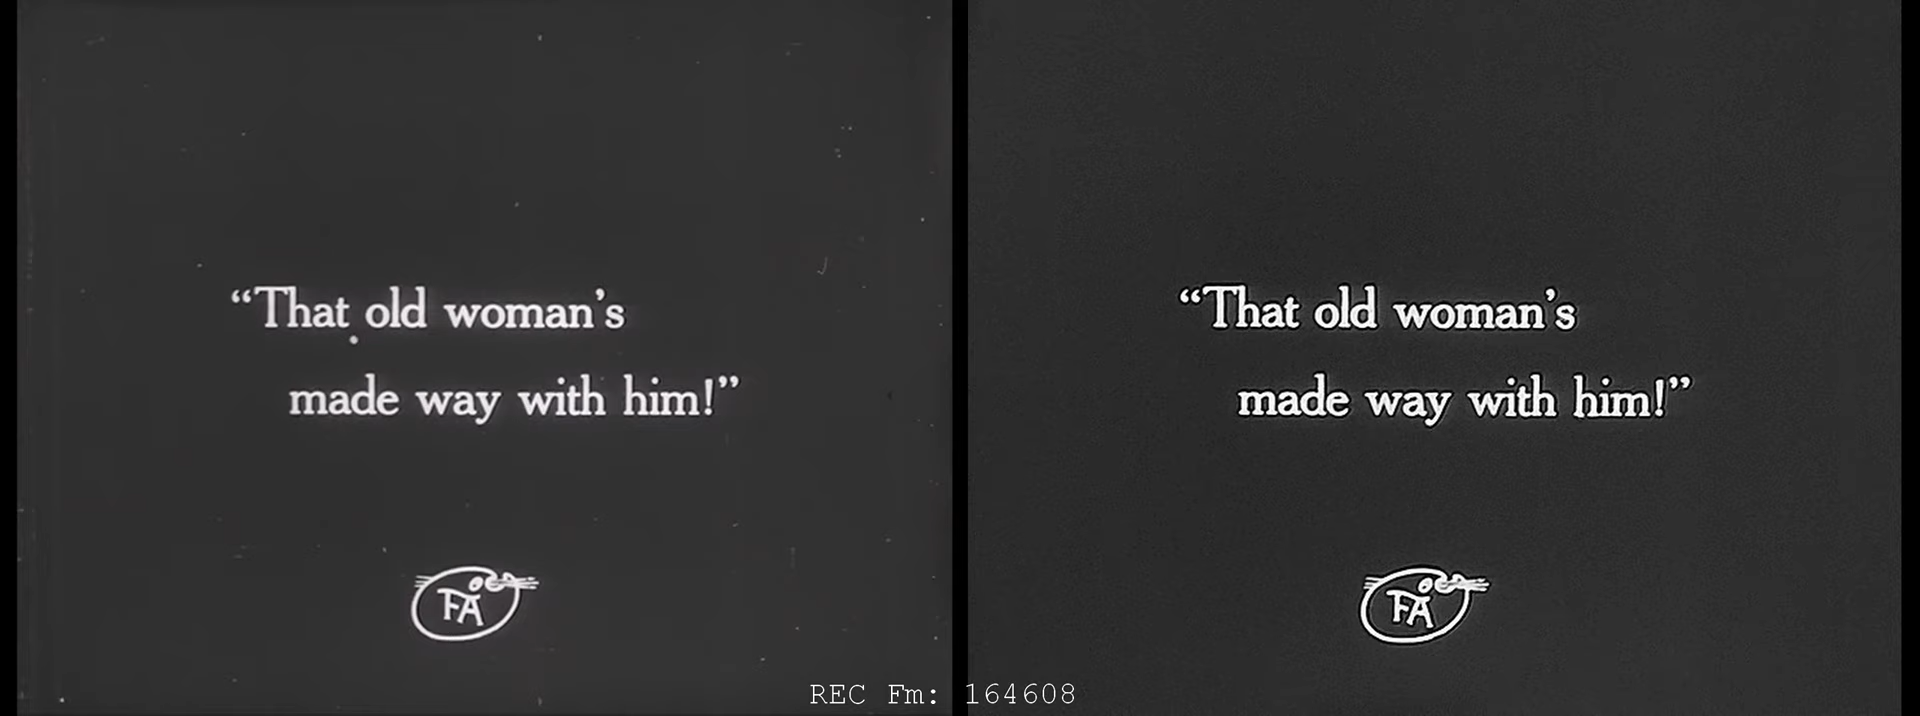 “That old woman’s
made way with him!”
FA
“That old woman’s
made way with him!”
FA
REC Fm: 164608